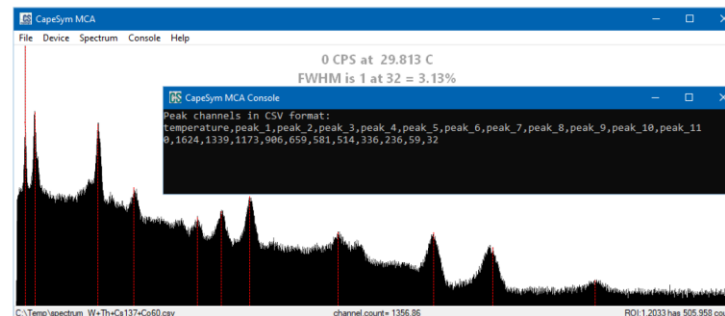 CapeSym MCA
File Device Spectrum Console Help
0 CPS at 29.813 C
FWHM is 1 at 32 = 3.13%
CapeSym MCA Console
Peak channels in CSV format:
temperature,peak_1,peak_2,peak_3,peak_4,peak_5,peak_6,peak_7,peak_8,peak_9,peak_10,peak_11
0,1624,1339,1173,906,659,581,514,336,236,59,32
C:\Temp\spectrum_W+Th+Cs137+Co60.csv channel,count= 1356,86 ROI:1,2033 has 505,958 cou